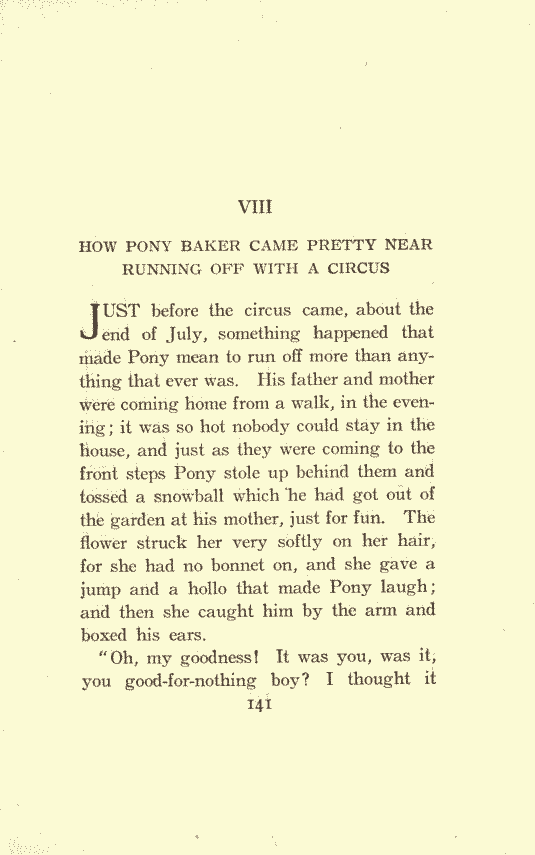 VIII
HOW PONY BAKER CAME PRETTY NEAR
RUNNING OFF WITH A CIRCUS
JUST before the circus came, about the
end of July, something happened that
made Pony mean to run off more than any-
thing that ever was. His father and mother
were coming home from a walk, in the even-
ing; it was so hot nobody could stay in the
house, and just as they were coming to the
front steps Pony stole up behind them and
tossed a snowball which he had got out of
the garden at his mother, just for fun. The
flower struck her very softly on her hair,
for she had no bonnet on, and she gave a
jump and a hollo that made Pony laugh;
and then she caught him by the arm and
boxed his ears.
"Oh, my goodness! It was you, was it,
you good-for-nothing boy? I thought it
141